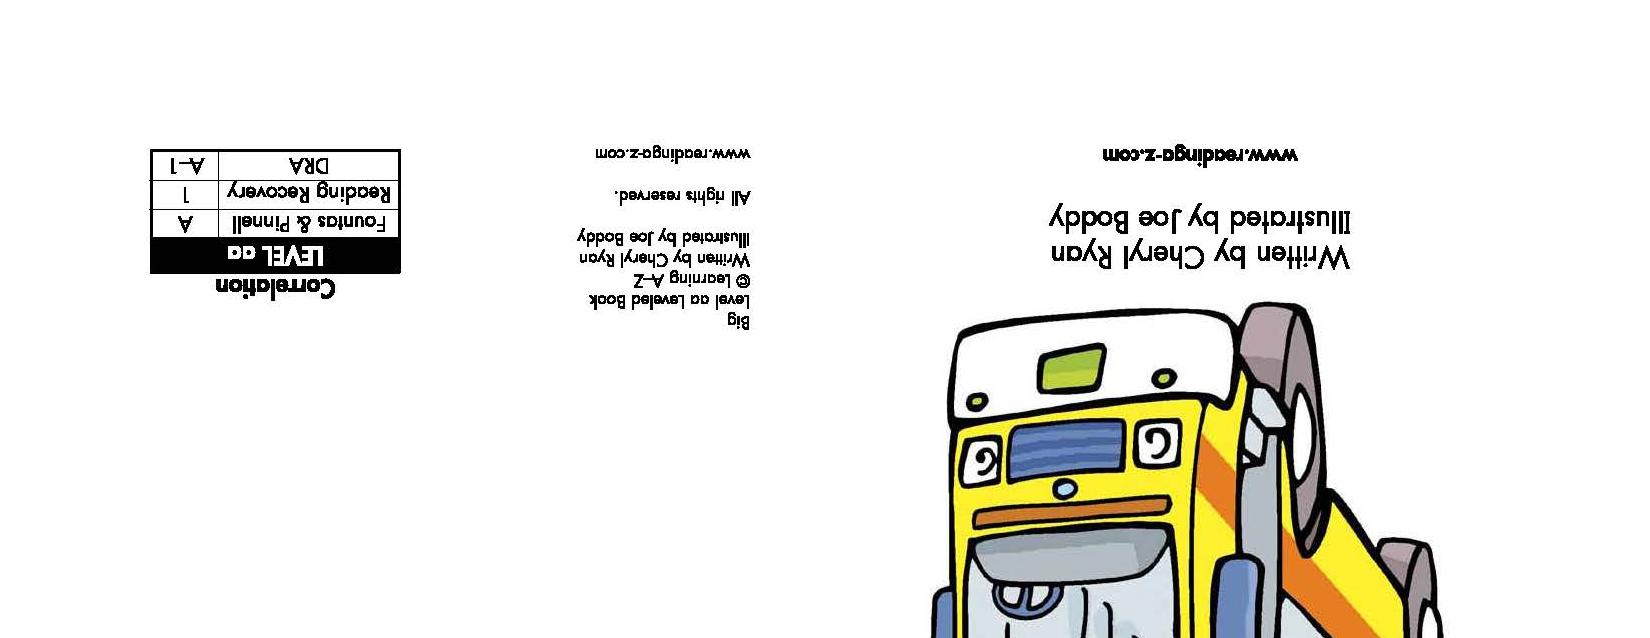 Written by Cheryl Ryan
Illustrated by Joe Boddy
www.readinga-z.com
Big
Level aa Leveled Book
© Learning A–Z
Written by Cheryl Ryan
Illustrated by Joe Boddy
All rights reserved.
www.readinga-z.com
Correlation
LEVEL aa
Fountas & Pinnell A
Reading Recovery 1
DRA A–1